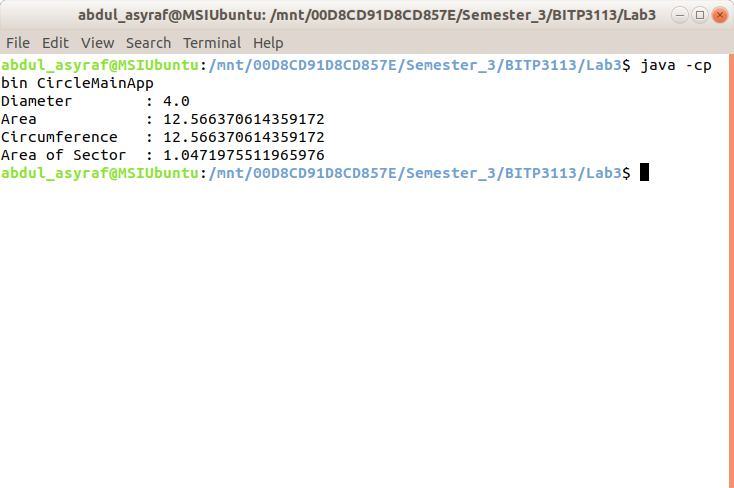 abdul_asyraf@MSIUbuntu: /mnt/00D8CD91D8CD857E/Semester_3/BITP3113/Lab3
File Edit View Search Terminal Help
abdul_asyraf@MSIUbuntu:/mnt/00D8CD91D8CD857E/Semester_3/BITP3113/Lab3$ java -cp
bin CircleMainApp
Diameter        : 4.0
Area            : 12.566370614359172
Circumference   : 12.566370614359172
Area of Sector  : 1.0471975511965976
abdul_asyraf@MSIUbuntu:/mnt/00D8CD91D8CD857E/Semester_3/BITP3113/Lab3$